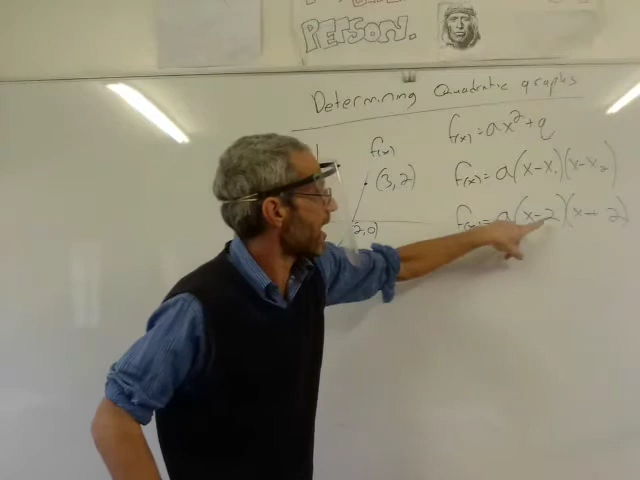 PERSON.
Determining Quadratic graphs
f(x) = ax² + q
f(x)
f(x) = a(x-x₁)(x-x₂)
(3,2)
f(x) = a(x-2)(x+2)
2,0)